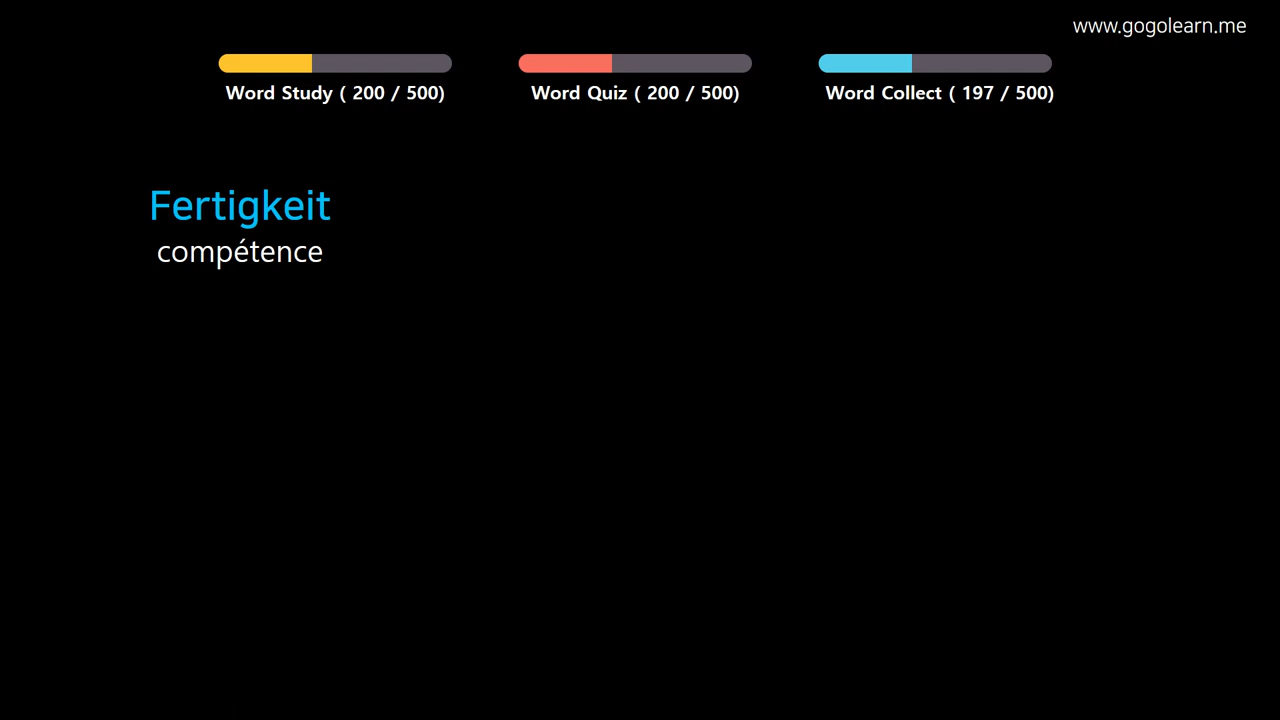 www.gogolearn.me
Word Study ( 200 / 500)
Word Quiz ( 200 / 500)
Word Collect ( 197 / 500)
Fertigkeit
compétence